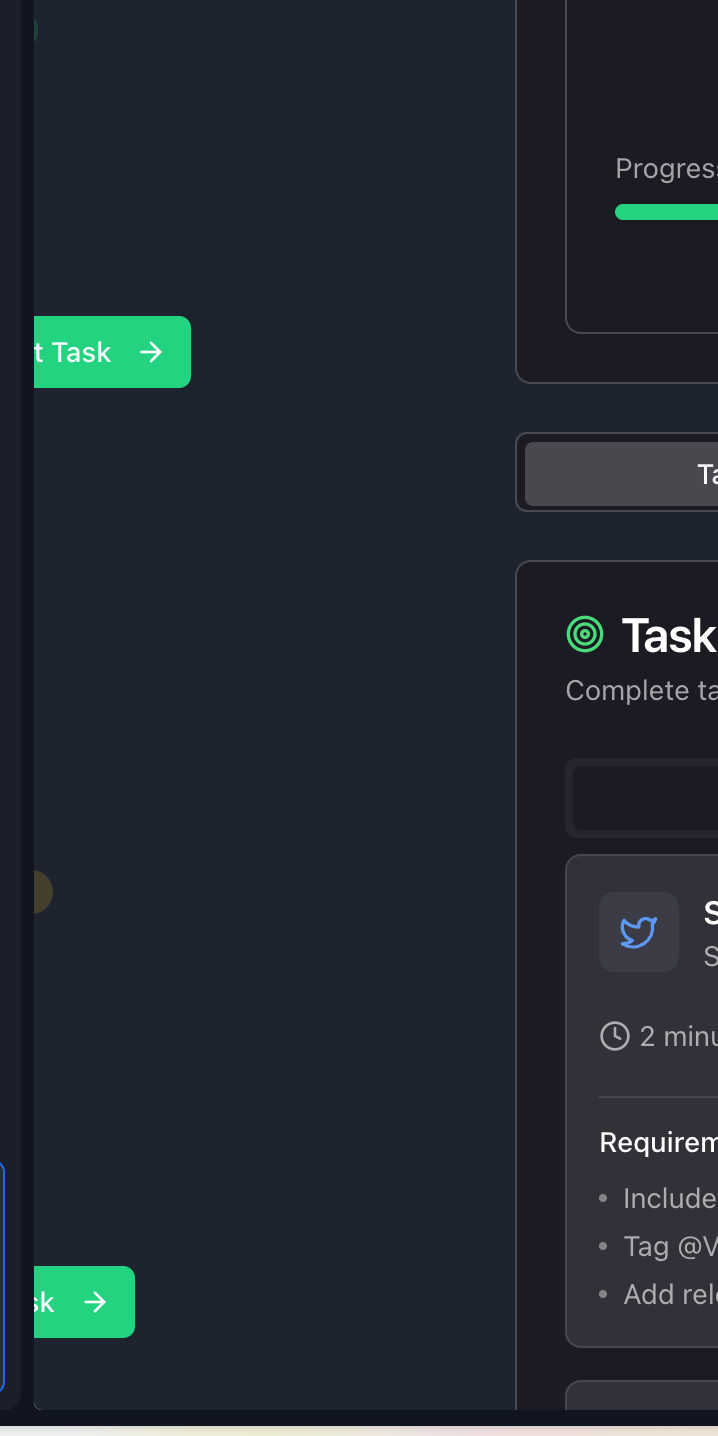 Progress
t Task
Ta
Task
Complete ta
S
S
2 minu
Requirem
Include
Tag @V
Add rel
sk